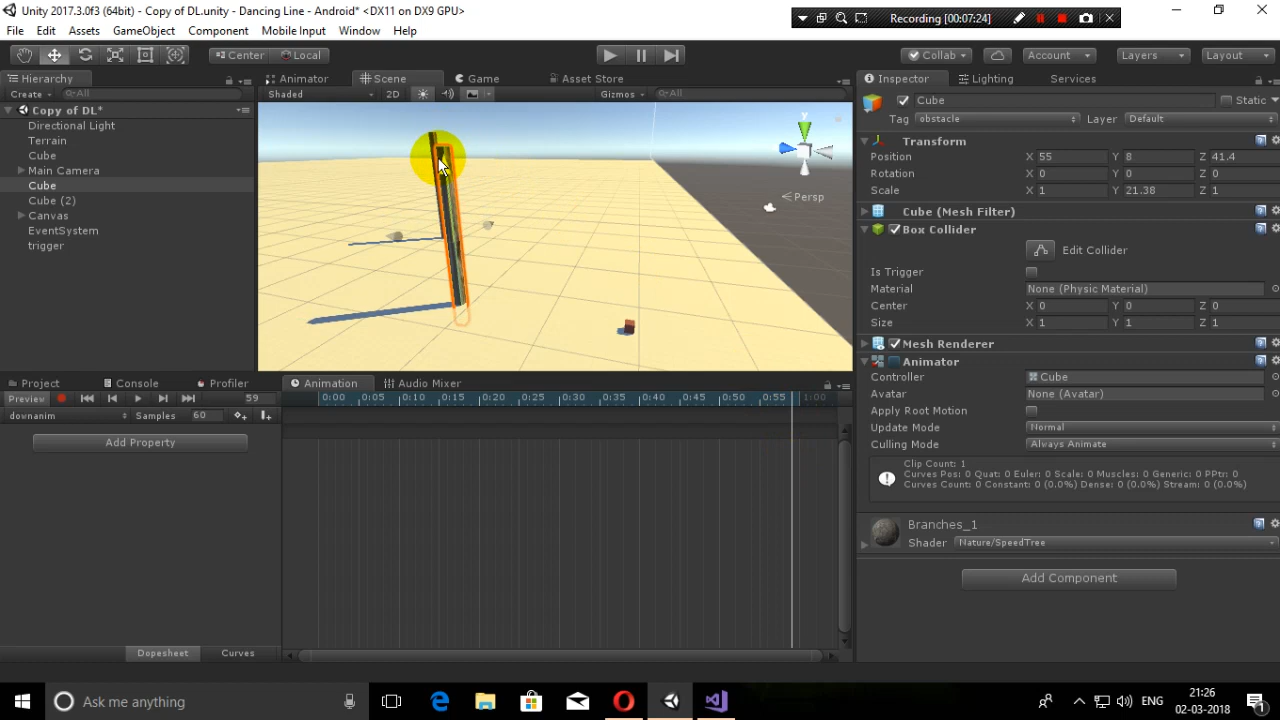 Unity 2017.3.0f3 (64bit) - Copy of DL.unity - Dancing Line - Android* <DX11 on DX9 GPU>
Recording [00:07:24]
File Edit Assets GameObject Component Mobile Input Window Help
Center Local
Collab Account Layers Layout
Hierarchy
Create All
Copy of DL*
Directional Light
Terrain
Cube
Main Camera
Cube
Cube (2)
Canvas
EventSystem
trigger
Animator Scene Game Asset Store
Shaded 2D Gizmos All
y
Persp
Inspector Lighting Services
Cube Static
Tag obstacle Layer Default
Transform
Position X 55 Y 8 Z 41.4
Rotation X 0 Y 0 Z 0
Scale X 1 Y 21.38 Z 1
Cube (Mesh Filter)
Box Collider
Edit Collider
Is Trigger
Material None (Physic Material)
Center X 0 Y 0 Z 0
Size X 1 Y 1 Z 1
Mesh Renderer
Animator
Controller Cube
Avatar None (Avatar)
Apply Root Motion
Update Mode Normal
Culling Mode Always Animate
Clip Count: 1
Curves Pos: 0 Quat: 0 Euler: 0 Scale: 0 Muscles: 0 Generic: 0 PPtr: 0
Curves Count: 0 Constant: 0 (0.0%) Dense: 0 (0.0%) Stream: 0 (0.0%)
Branches_1
Shader Nature/SpeedTree
Add Component
Project Console Profiler
Animation Audio Mixer
Preview 59
0:00 0:05 0:10 0:15 0:20 0:25 0:30 0:35 0:40 0:45 0:50 0:55 1:00
downanim Samples 60
Add Property
Dopesheet Curves
Ask me anything
ENG
21:26
02-03-2018
1